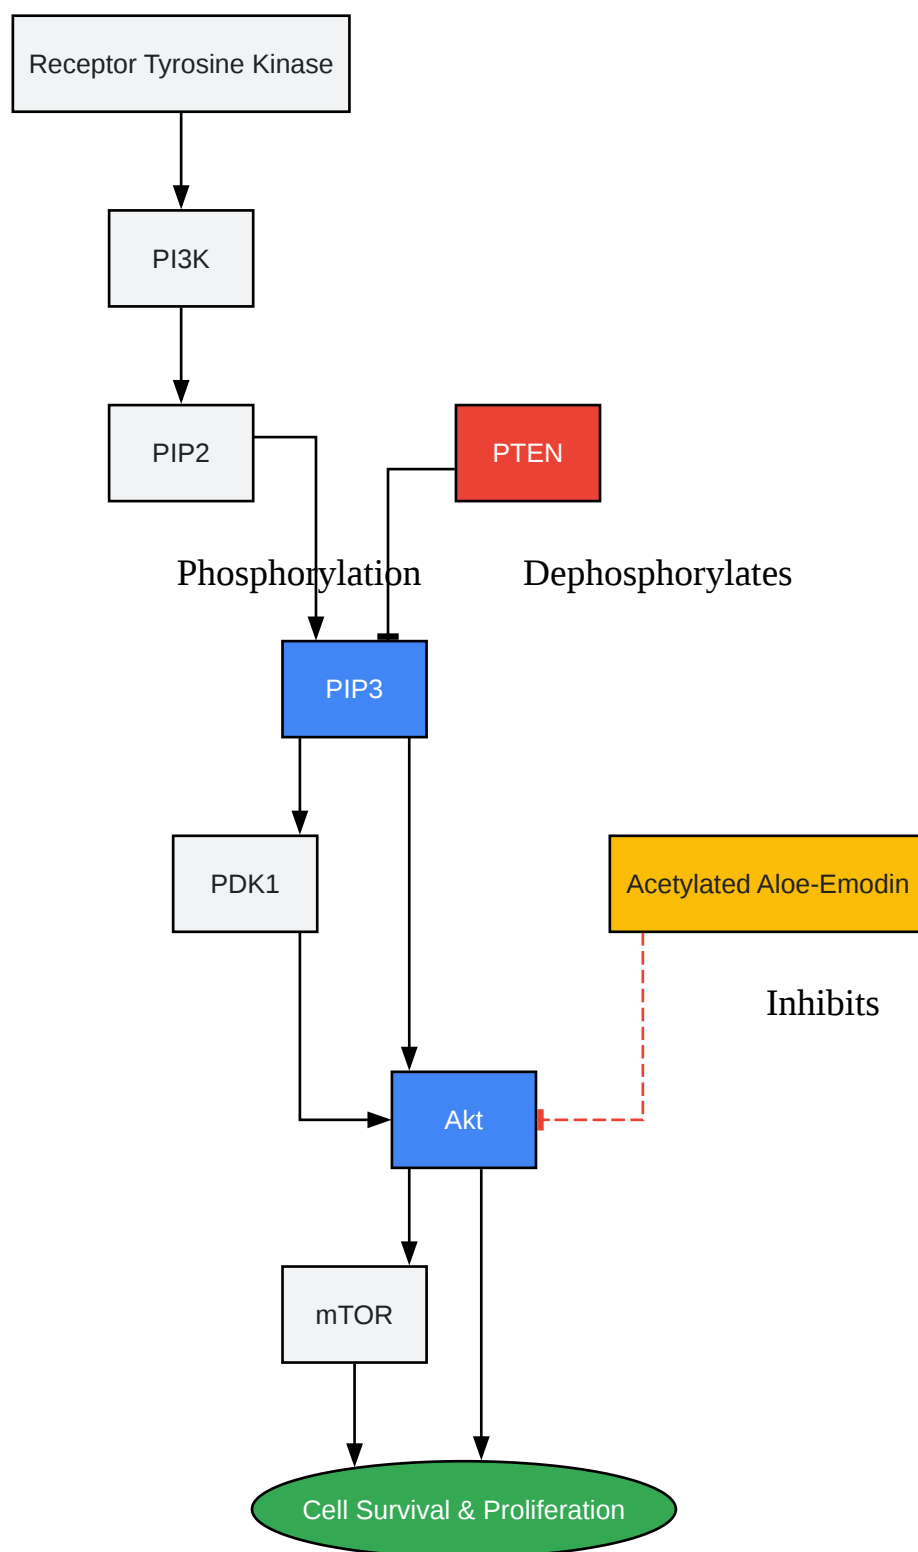 Receptor Tyrosine Kinase
PI3K
PIP2
PTEN
Phosphorylation
Dephosphorylates
PIP3
PDK1
Acetylated Aloe-Emodin
Inhibits
Akt
mTOR
Cell Survival & Proliferation